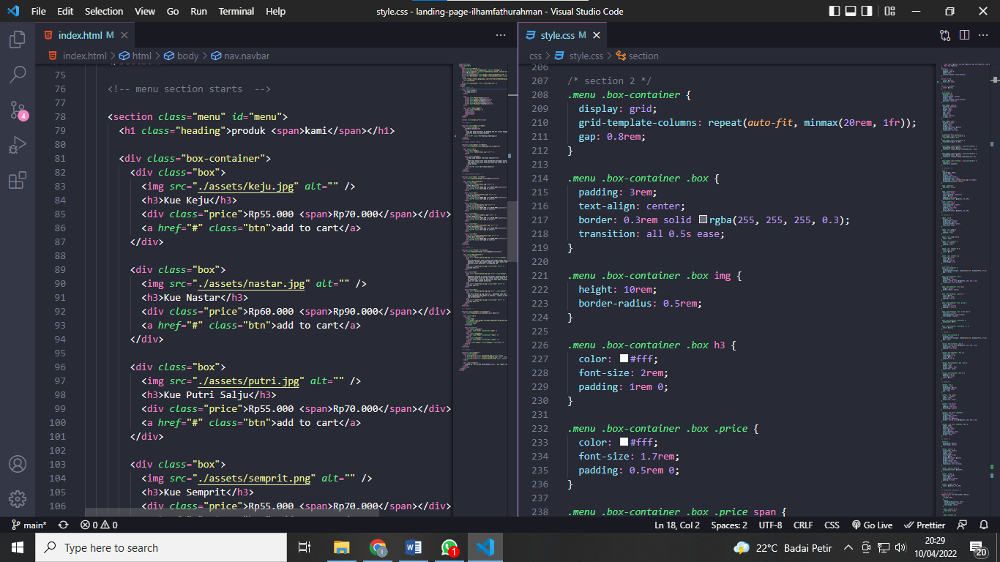 File Edit Selection View Go Run Terminal Help
style.css - landing-page-ilhamfathurahman - Visual Studio Code
index.html M
index.html > html > body > nav.navbar
75
76 <!-- menu section starts -->
77
78 <section class="menu" id="menu">
79 <h1 class="heading">produk <span>kami</span></h1>
80
81 <div class="box-container">
82 <div class="box">
83 <img src="./assets/keju.jpg" alt="" />
84 <h3>Kue Keju</h3>
85 <div class="price">Rp55.000 <span>Rp70.000</span></div>
86 <a href="#" class="btn">add to cart</a>
87 </div>
88
89 <div class="box">
90 <img src="./assets/nastar.jpg" alt="" />
91 <h3>Kue Nastar</h3>
92 <div class="price">Rp60.000 <span>Rp90.000</span></div>
93 <a href="#" class="btn">add to cart</a>
94 </div>
95
96 <div class="box">
97 <img src="./assets/putri.jpg" alt="" />
98 <h3>Kue Putri Salju</h3>
99 <div class="price">Rp55.000 <span>Rp70.000</span></div>
100 <a href="#" class="btn">add to cart</a>
101 </div>
102
103 <div class="box">
104 <img src="./assets/semprit.png" alt="" />
105 <h3>Kue Semprit</h3>
106 <div class="price">Rp55.000 <span>Rp70.000</span></div>
style.css M
css > style.css > section
206
207 /* section 2 */
208 .menu .box-container {
209 display: grid;
210 grid-template-columns: repeat(auto-fit, minmax(20rem, 1fr));
211 gap: 0.8rem;
212 }
213
214 .menu .box-container .box {
215 padding: 3rem;
216 text-align: center;
217 border: 0.3rem solid rgba(255, 255, 255, 0.3);
218 transition: all 0.5s ease;
219 }
220
221 .menu .box-container .box img {
222 height: 10rem;
223 border-radius: 0.5rem;
224 }
225
226 .menu .box-container .box h3 {
227 color: #fff;
228 font-size: 2rem;
229 padding: 1rem 0;
230 }
231
232 .menu .box-container .box .price {
233 color: #fff;
234 font-size: 1.7rem;
235 padding: 0.5rem 0;
236 }
237
238 .menu .box-container .box .price span {
4
main* 0 0
Ln 18, Col 2 Spaces: 2 UTF-8 CRLF CSS Go Live Prettier
Type here to search
1
22°C Badai Petir
20:29
10/04/2022
20